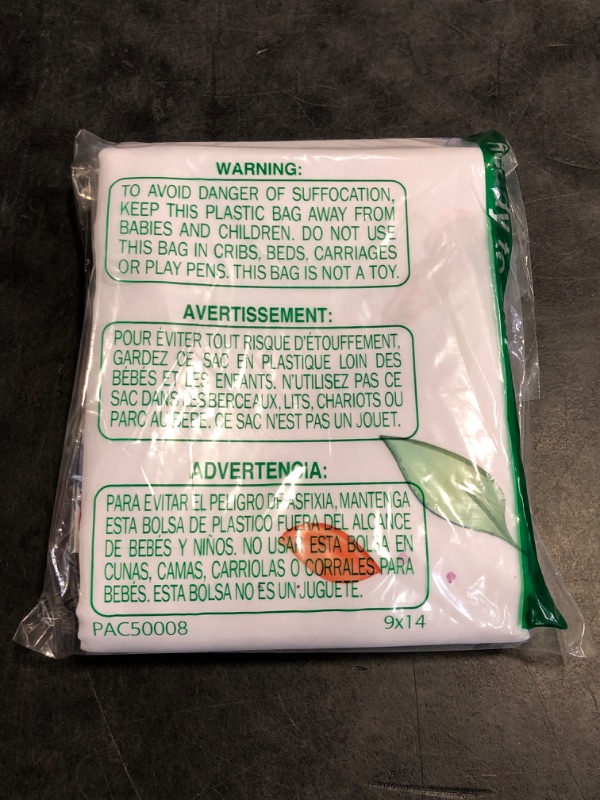 WARNING:
TO AVOID DANGER OF SUFFOCATION,
KEEP THIS PLASTIC BAG AWAY FROM
BABIES AND CHILDREN. DO NOT USE
THIS BAG IN CRIBS, BEDS, CARRIAGES
OR PLAY PENS. THIS BAG IS NOT A TOY.
AVERTISSEMENT:
POUR ÉVITER TOUT RISQUE D'ÉTOUFFEMENT,
GARDEZ CE SAC EN PLASTIQUE LOIN DES
BÉBÉS ET LES ENFANTS. N'UTILISEZ PAS CE
SAC DANS LES BERCEAUX, LITS, CHARIOTS OU
PARC AU BÉBÉ. CE SAC N'EST PAS UN JOUET.
ADVERTENCIA:
PARA EVITAR EL PELIGRO DE ASFIXIA, MANTENGA
ESTA BOLSA DE PLASTICO FUERA DEL ALCANCE
DE BEBÉS Y NIÑOS. NO USAR ESTA BOLSA EN
CUNAS, CAMAS, CARRIOLAS O CORRALES PARA
BEBÉS. ESTA BOLSA NO ES UN JUGUETE.
PAC50008 9x14
Ready to